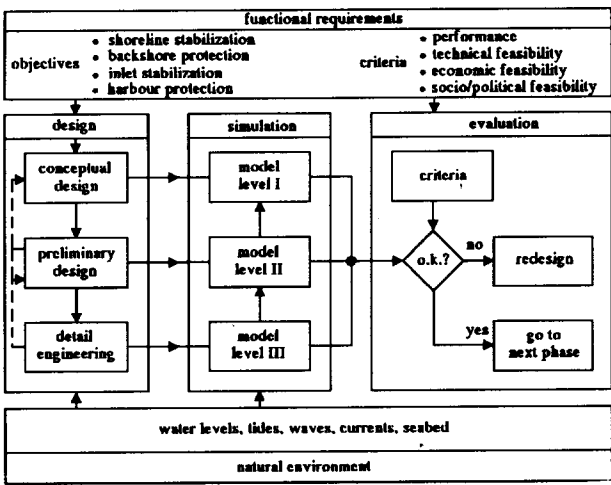 functional requirements
objectives
• shoreline stabilization
• backshore protection
• inlet stabilization
• harbour protection
criteria
• performance
• technical feasibility
• economic feasibility
• socio/political feasibility
design
conceptual
design
preliminary
design
detail
engineering
simulation
model
level I
model
level II
model
level III
evaluation
criteria
o.k.?
no
redesign
yes
go to
next phase
water levels, tides, waves, currents, seabed
natural environment